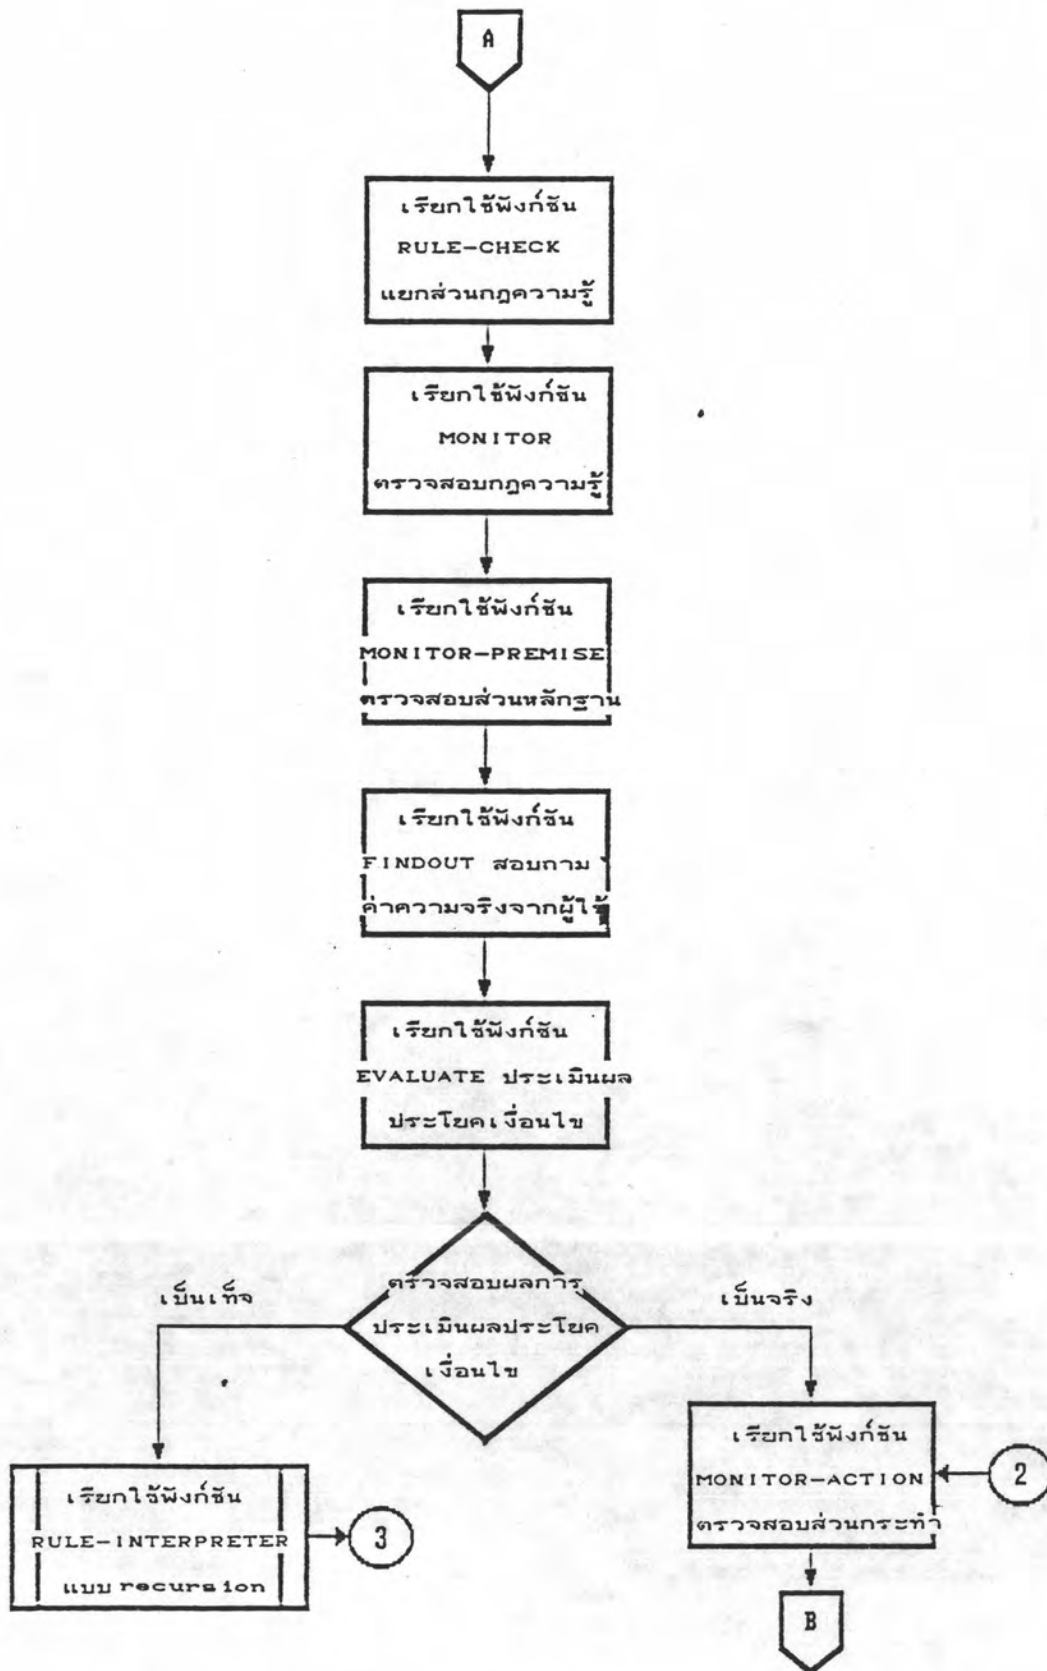 A
เรียกใช้ฟังก์ชัน
RULE-CHECK
แยกส่วนกฎความรู้
เรียกใช้ฟังก์ชัน
MONITOR
ตรวจสอบกฎความรู้
เรียกใช้ฟังก์ชัน
MONITOR-PREMISE
ตรวจสอบส่วนหลักฐาน
เรียกใช้ฟังก์ชัน
FINDOUT สอบถาม
ค่าความจริงจากผู้ใช้
เรียกใช้ฟังก์ชัน
EVALUATE ประเมินผล
ประโยคเงื่อนไข
ตรวจสอบผลการ
ประเมินผลประโยค
เงื่อนไข
เป็นเท็จ
เป็นจริง
เรียกใช้ฟังก์ชัน
RULE-INTERPRETER
แบบ recursion
3
เรียกใช้ฟังก์ชัน
MONITOR-ACTION
ตรวจสอบส่วนกระทำ
2
B